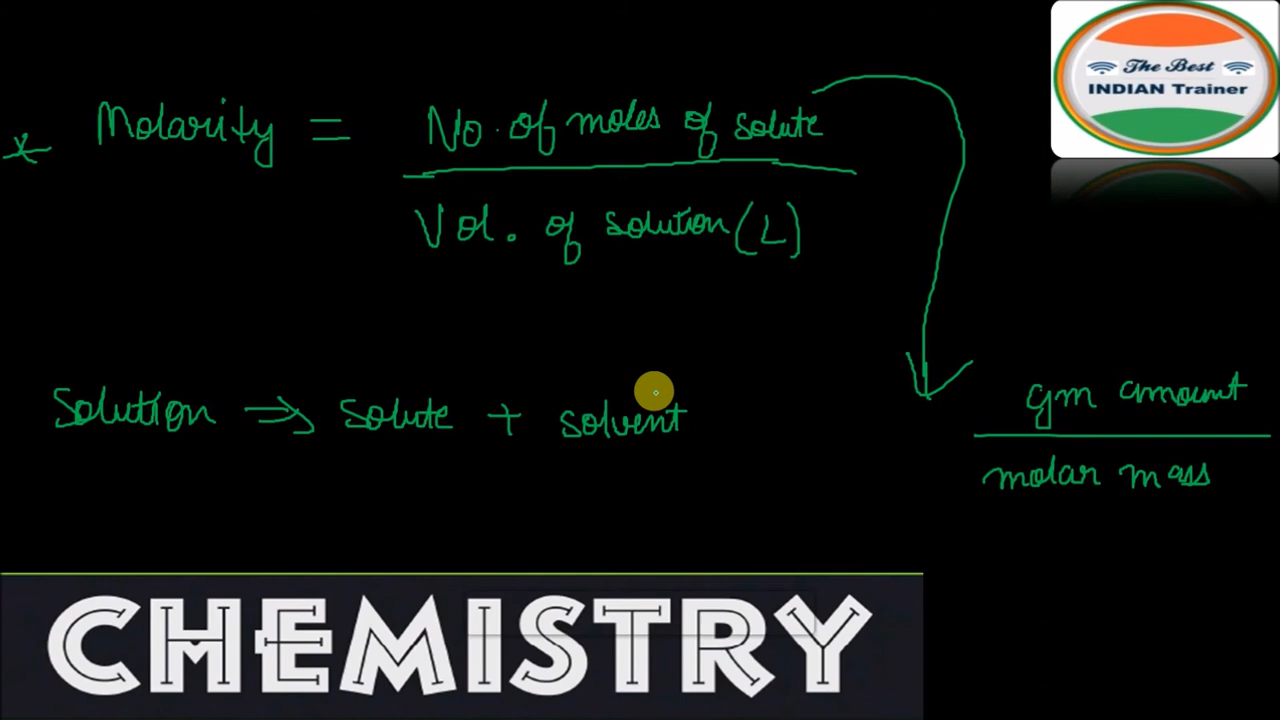 The Best
INDIAN Trainer
* Molarity = No. of moles of solute
Vol. of solution (L)
Solution ⇒ Solute + solvent
gm amount
molar mass
CHEMISTRY